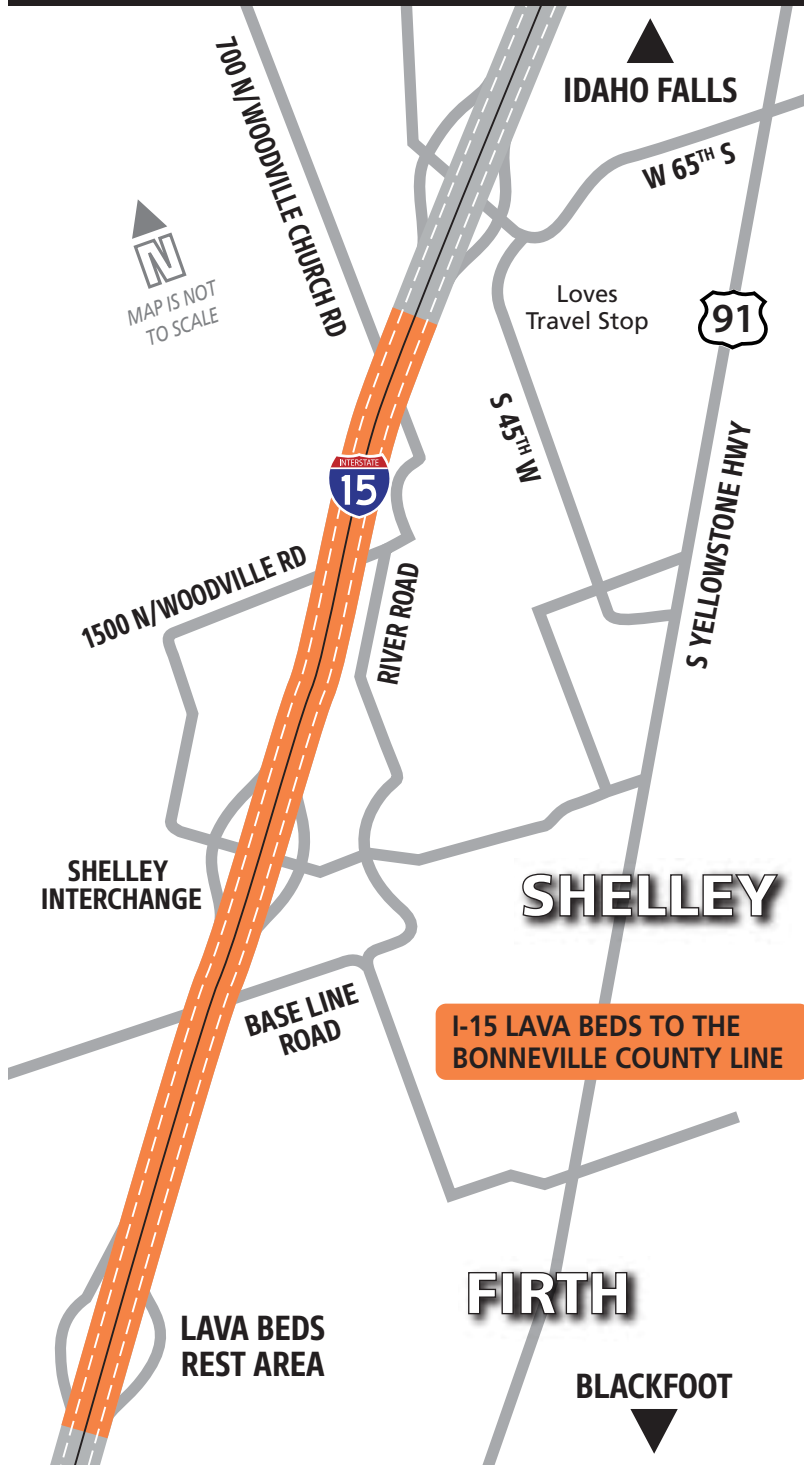 IDAHO FALLS
700 N/WOODVILLE CHURCH RD
W 65TH S
N
MAP IS NOT
TO SCALE
Loves
Travel Stop
91
S 45TH W
INTERSTATE
15
S YELLOWSTONE HWY
1500 N/WOODVILLE RD
RIVER ROAD
SHELLEY
INTERCHANGE
SHELLEY
BASE LINE
ROAD
I-15 LAVA BEDS TO THE
BONNEVILLE COUNTY LINE
FIRTH
LAVA BEDS
REST AREA
BLACKFOOT